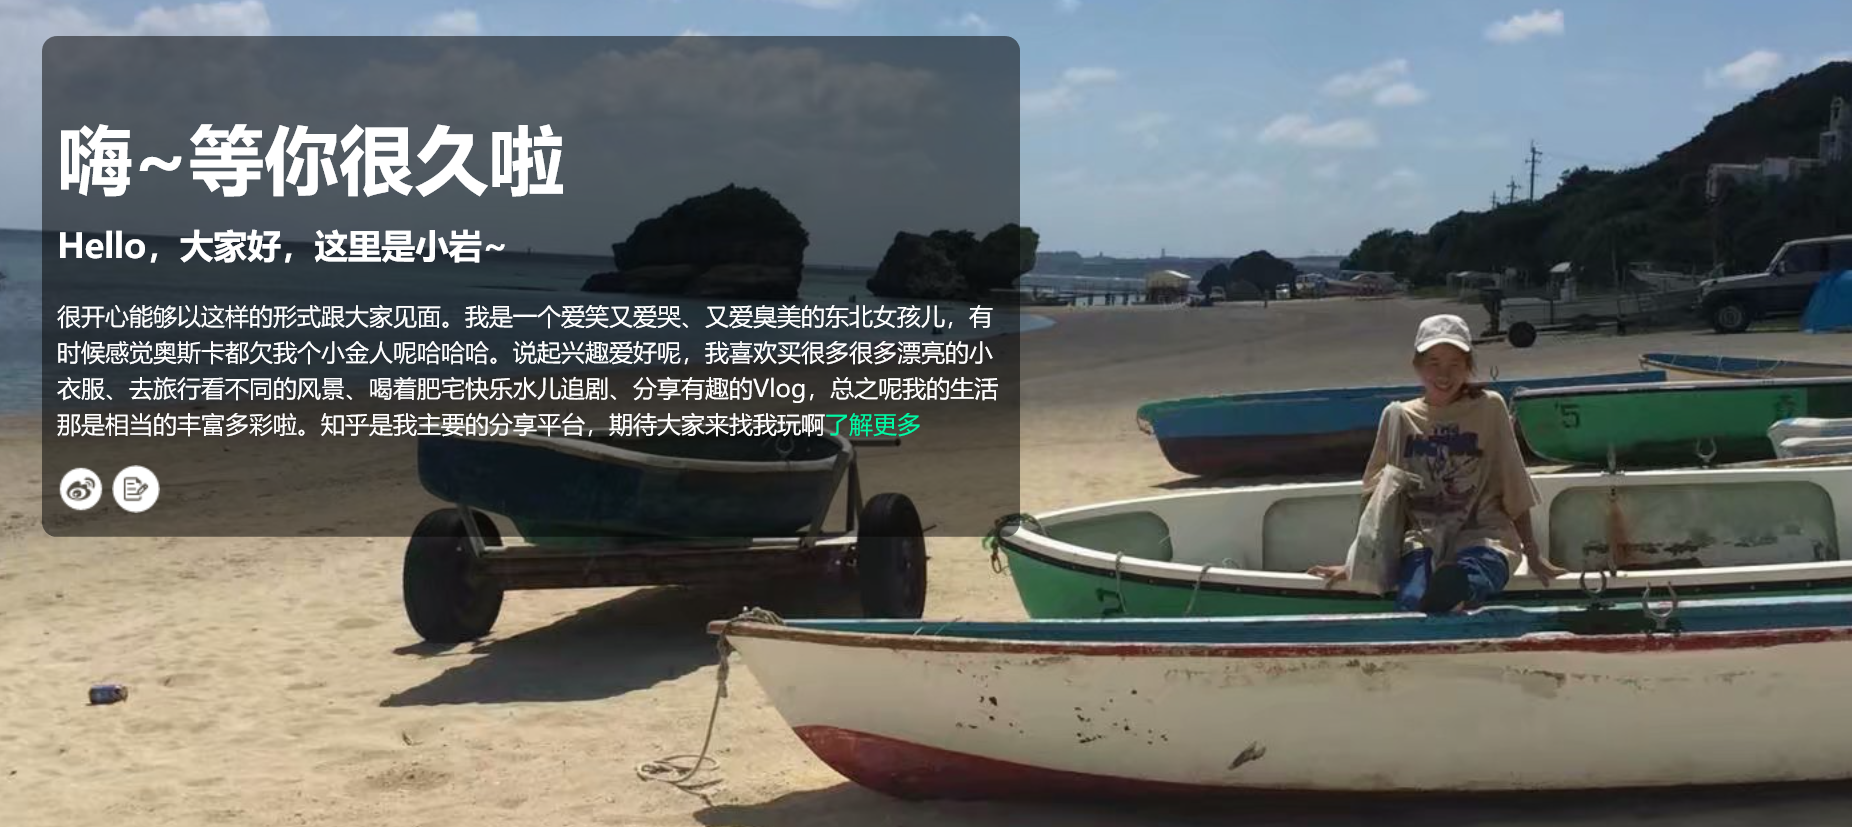 嗨~等你很久啦
Hello，大家好，这里是小岩~
很开心能够以这样的形式跟大家见面。我是一个爱笑又爱哭、又爱臭美的东北女孩儿，有
时候感觉奥斯卡都欠我个小金人呢哈哈哈。说起兴趣爱好呢，我喜欢买很多很多漂亮的小
衣服、去旅行看不同的风景、喝着肥宅快乐水儿追剧、分享有趣的Vlog，总之呢我的生活
那是相当的丰富多彩啦。知乎是我主要的分享平台，期待大家来找我玩啊了解更多
'5